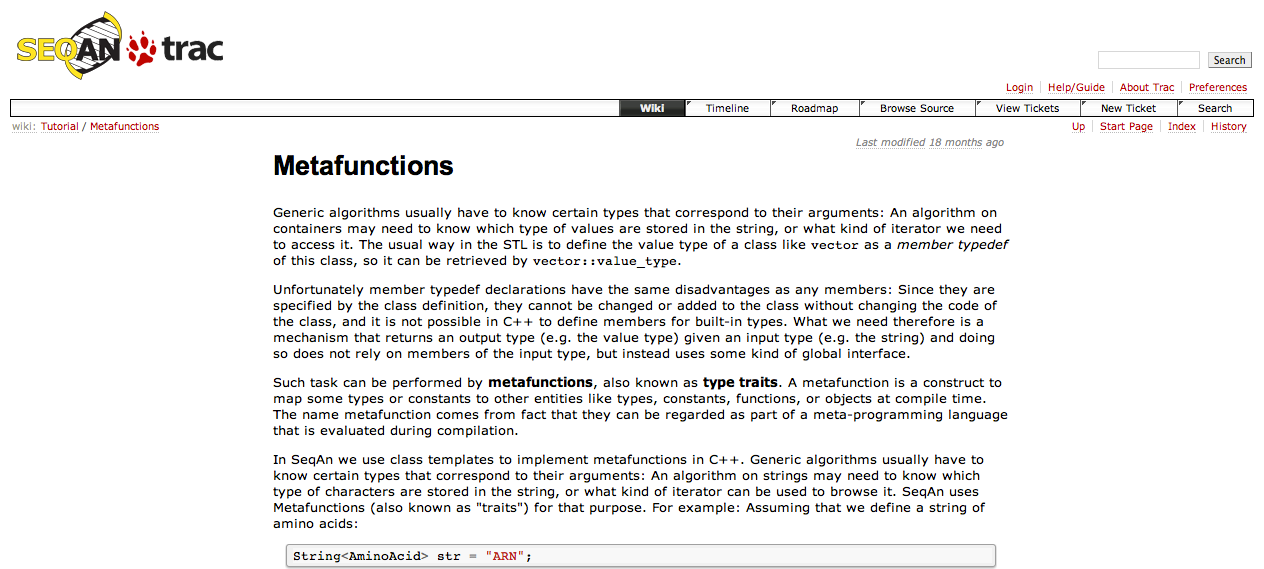 SEQAN trac
Search
Login Help/Guide About Trac Preferences
Wiki Timeline Roadmap Browse Source View Tickets New Ticket Search
wiki: Tutorial / Metafunctions Up Start Page Index History
Last modified 18 months ago
Metafunctions
Generic algorithms usually have to know certain types that correspond to their arguments: An algorithm on
containers may need to know which type of values are stored in the string, or what kind of iterator we need
to access it. The usual way in the STL is to define the value type of a class like vector as a member typedef
of this class, so it can be retrieved by vector::value_type.
Unfortunately member typedef declarations have the same disadvantages as any members: Since they are
specified by the class definition, they cannot be changed or added to the class without changing the code of
the class, and it is not possible in C++ to define members for built-in types. What we need therefore is a
mechanism that returns an output type (e.g. the value type) given an input type (e.g. the string) and doing
so does not rely on members of the input type, but instead uses some kind of global interface.
Such task can be performed by metafunctions, also known as type traits. A metafunction is a construct to
map some types or constants to other entities like types, constants, functions, or objects at compile time.
The name metafunction comes from fact that they can be regarded as part of a meta-programming language
that is evaluated during compilation.
In SeqAn we use class templates to implement metafunctions in C++. Generic algorithms usually have to
know certain types that correspond to their arguments: An algorithm on strings may need to know which
type of characters are stored in the string, or what kind of iterator can be used to browse it. SeqAn uses
Metafunctions (also known as "traits") for that purpose. For example: Assuming that we define a string of
amino acids:
String<AminoAcid> str = "ARN";